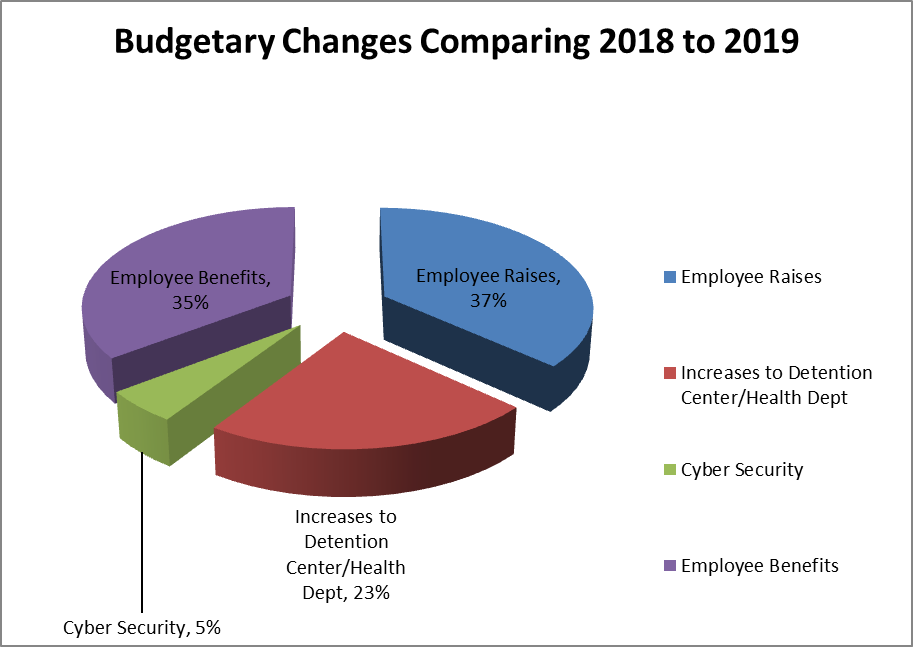 Budgetary Changes Comparing 2018 to 2019
Employee Benefits,
35%
Employee Raises,
37%
Increases to
Detention
Center/Health
Dept, 23%
Cyber Security, 5%
Employee Raises
Increases to Detention
Center/Health Dept
Cyber Security
Employee Benefits